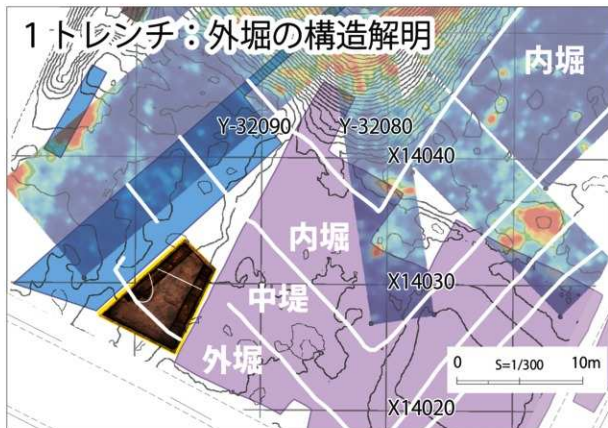 1トレンチ：外堀の構造解明
内堀
Y-32090
Y-32080
X14040
内堀
X14030
中堤
外堀
0 S=1/300 10m
X14020